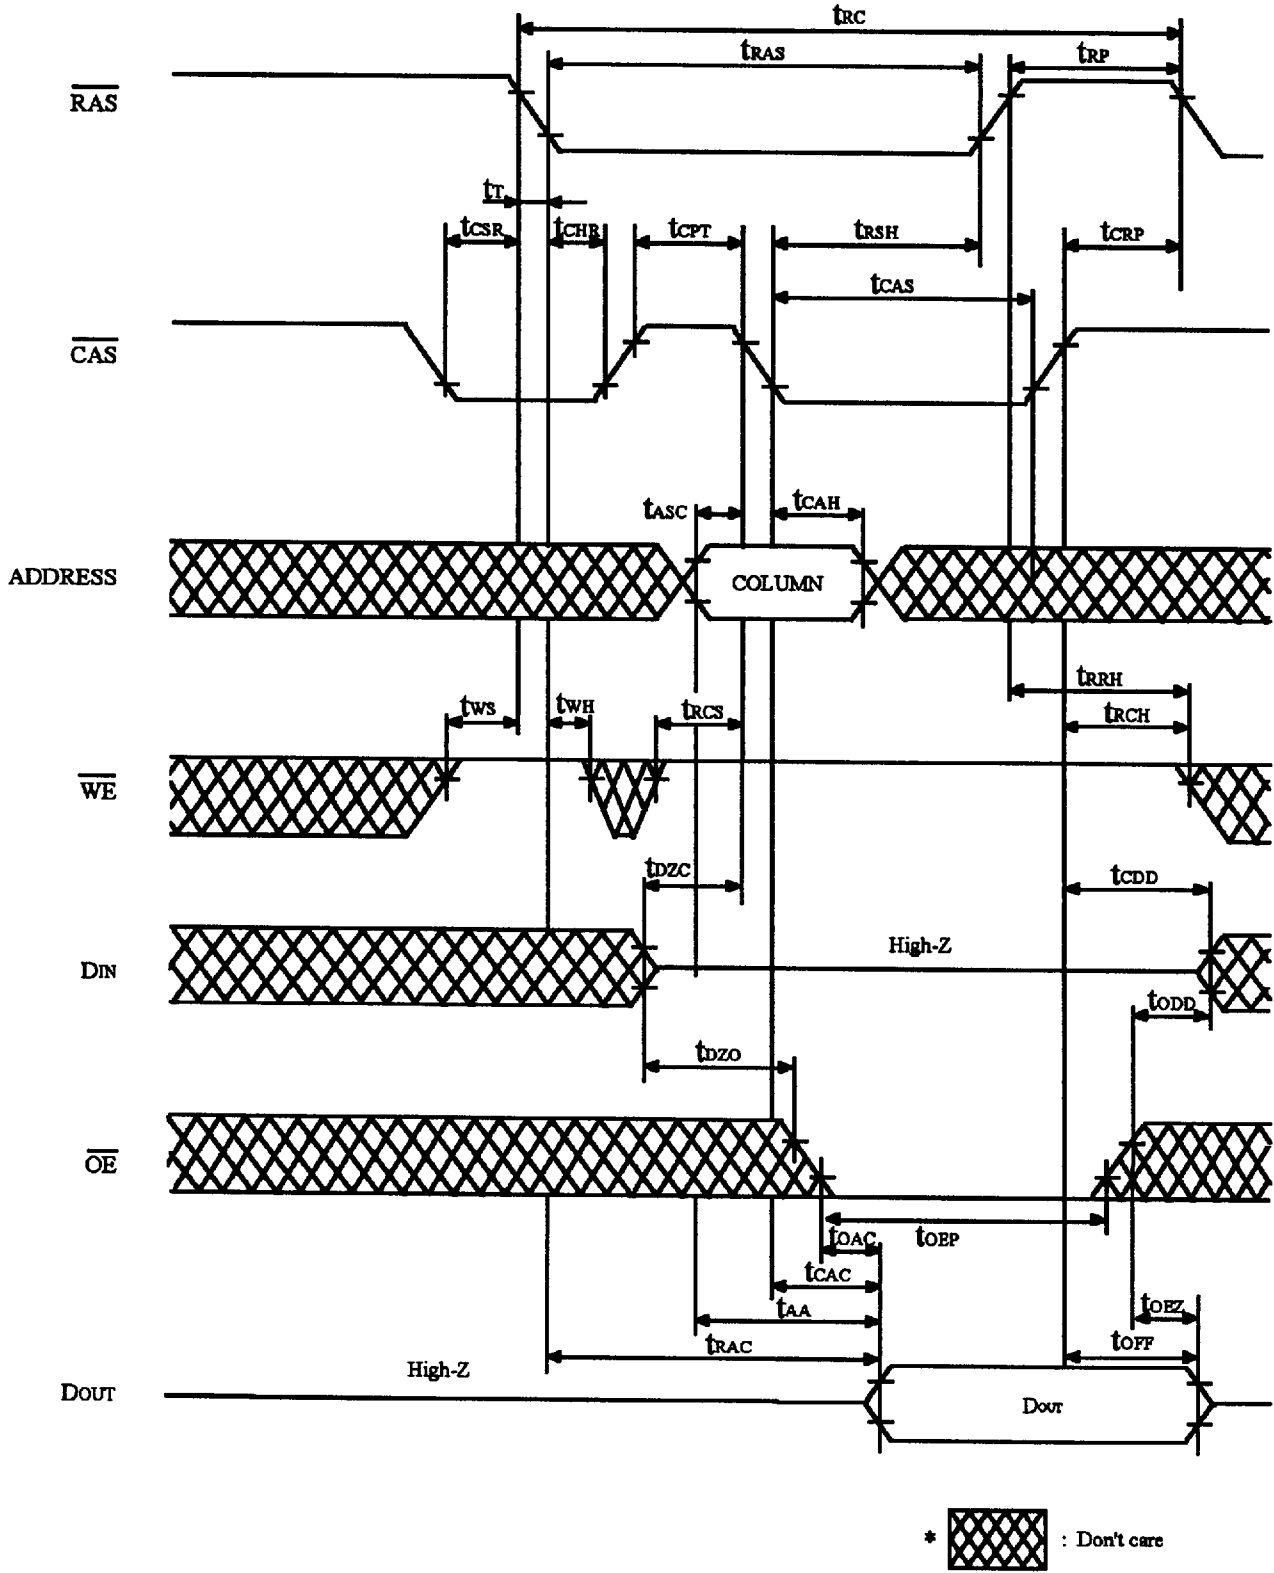 tRC
tRAS
tRP
RAS
tT
tCSR
tCHR
tCPT
tRSH
tCRP
tCAS
CAS
tASC
tCAH
ADDRESS
COLUMN
tRRH
tWS
tWH
tRCS
tRCH
WE
tDZC
tCDD
High-Z
DIN
tODD
tDZO
OE
tOAC
tOEP
tCAC
tAA
tOEZ
tRAC
tOFF
High-Z
DOUT
DOUT
* : Don't care